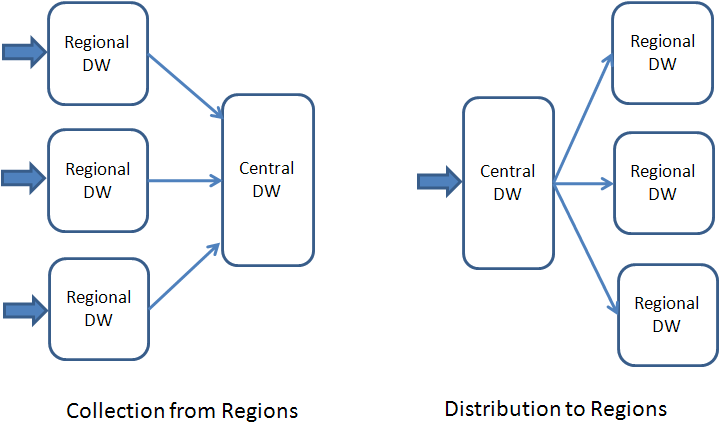 Regional
DW
Regional
DW
Regional
DW
Central
DW
Collection from Regions
Central
DW
Regional
DW
Regional
DW
Regional
DW
Distribution to Regions